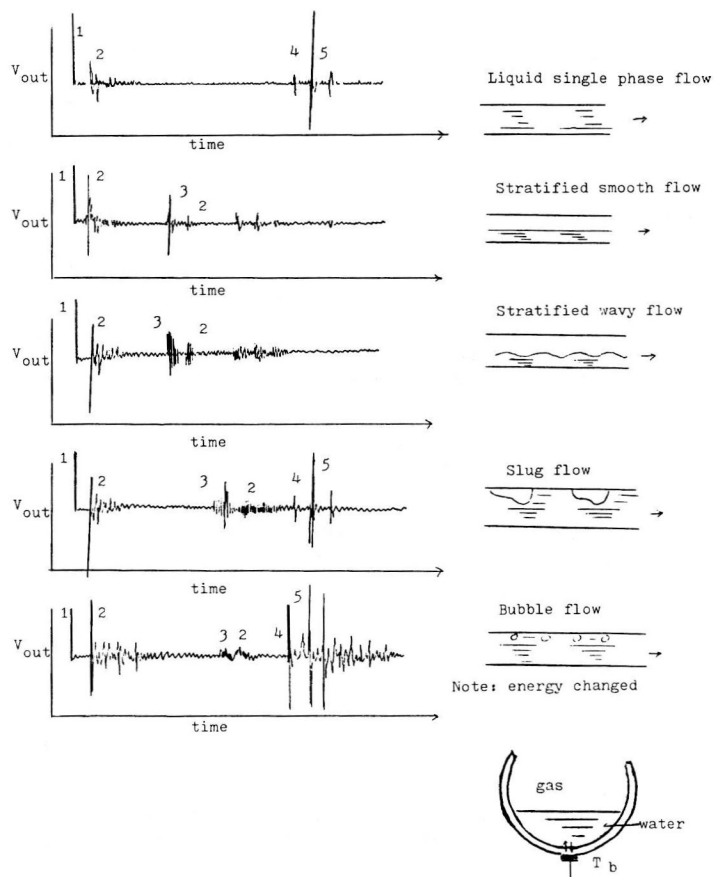 1
2
4
5
Vout
time
Liquid single phase flow
1
2
3
2
Vout
time
Stratified smooth flow
1
2
3
2
Vout
time
Stratified wavy flow
1
2
3
2
4
5
Vout
time
Slug flow
1
2
3
2
4
5
Vout
time
Bubble flow
Note: energy changed
gas
water
Tb